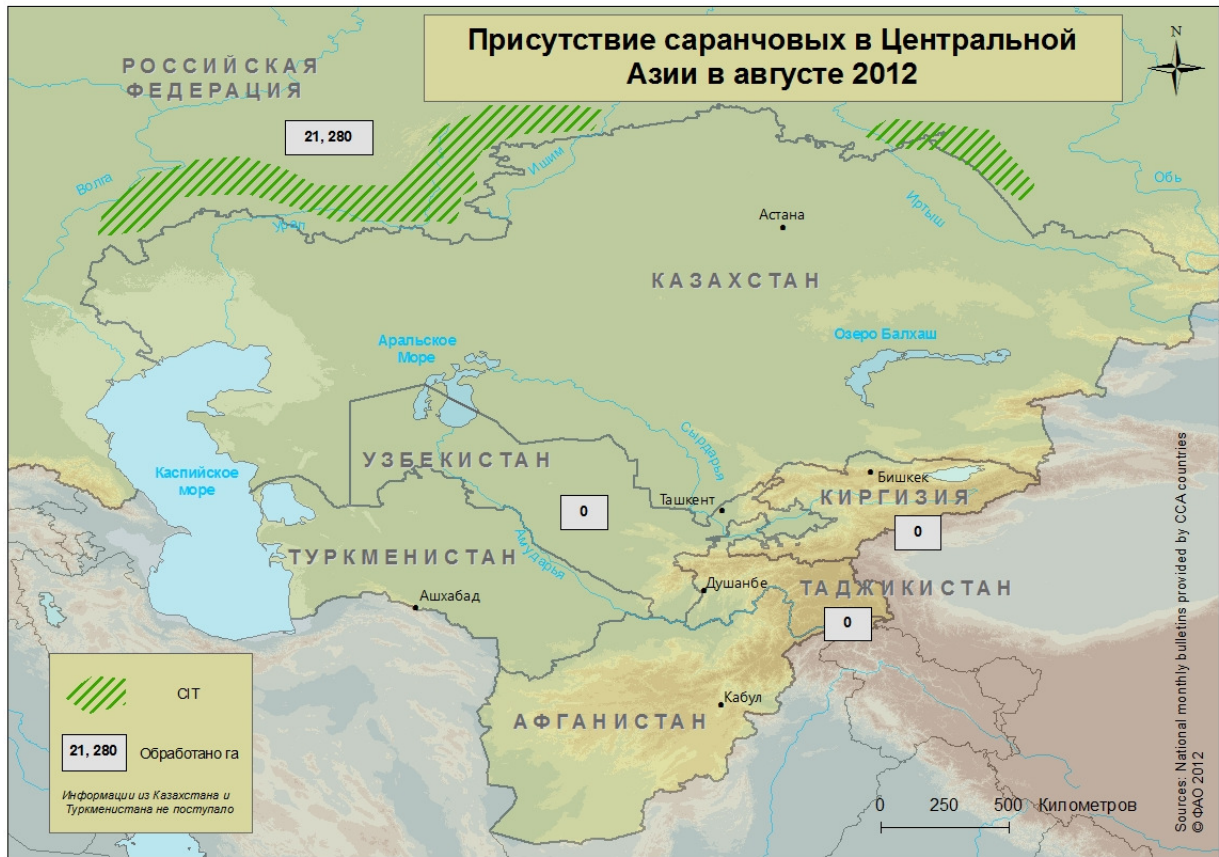 Присутствие саранчовых в Центральной
Азии в августе 2012
N
РОССИЙСКАЯ
ФЕДЕРАЦИЯ
21, 280
Волга
Урал
Ишим
Иртыш
Обь
Астана
КАЗАХСТАН
Аральское
Море
Озеро Балхаш
Сырдарья
Каспийское
море
УЗБЕКИСТАН
0
Ташкент
Бишкек
КИРГИЗИЯ
0
ТУРКМЕНИСТАН
Амударья
Ашхабад
Душанбе
ТАДЖИКИСТАН
0
Кабул
АФГАНИСТАН
CIT
21, 280 Обработано га
Информации из Казахстана и
Туркменистана не поступало
0 250 500 Километров
Sources: National monthly bulletins provided by CCA countries
© ФАО 2012